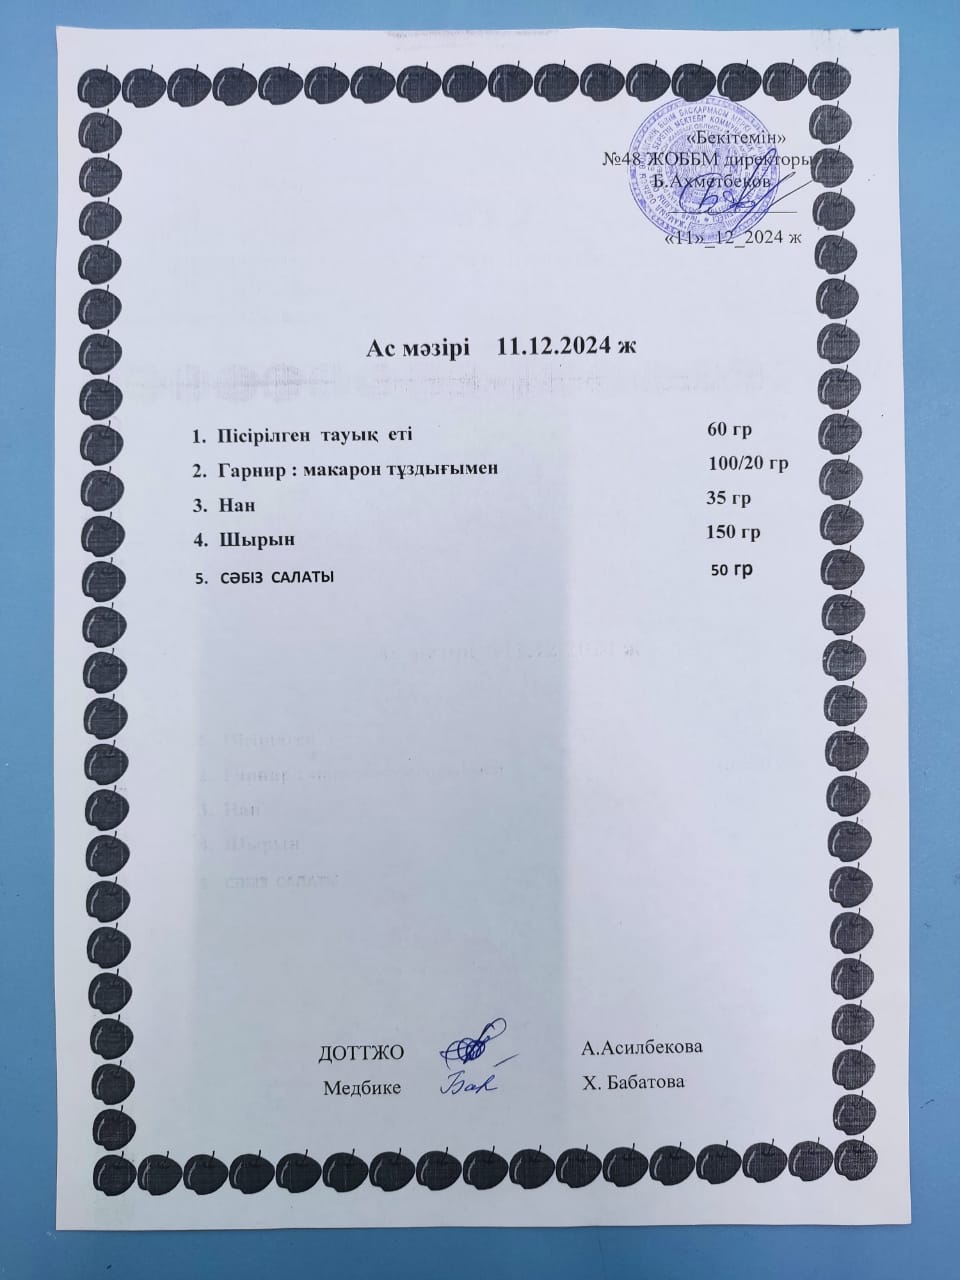 «Бекітемін»
№48 ЖОББМ директоры
Б.Ахметбеков
«11»_12_2024 ж
Ас мәзірі 11.12.2024 ж
1. Пісірілген тауық еті 60 гр
2. Гарнир : макарон тұздығымен 100/20 гр
3. Нан 35 гр
4. Шырын 150 гр
5. СӘБІЗ САЛАТЫ 50 гр
ДОТТЖО А.Асилбекова
Медбике Х. Бабатова